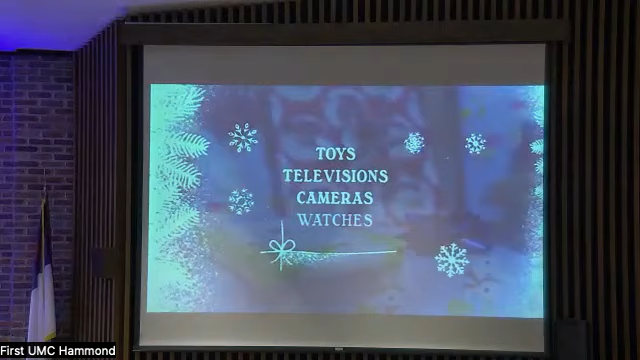 TOYS
TELEVISIONS
CAMERAS
WATCHES
First UMC Hammond